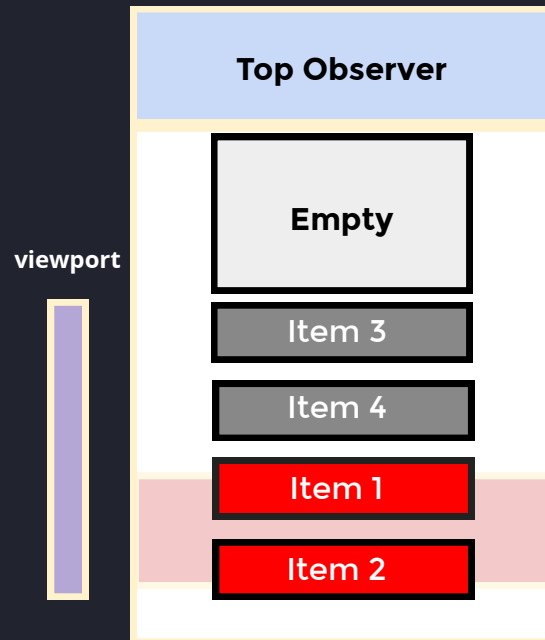 Top Observer
Empty
viewport
Item 3
Item 4
Item 1
Item 2